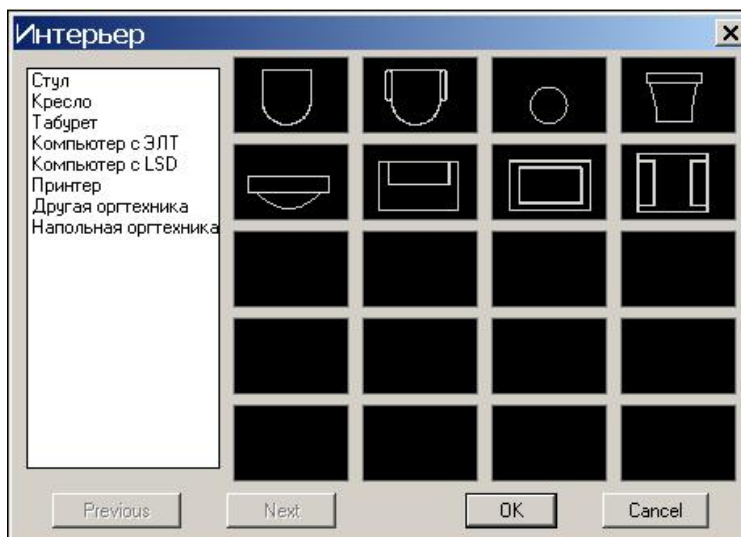 Интерьер
Стул
Кресло
Табурет
Компьютер с ЭЛТ
Компьютер с LSD
Принтер
Другая оргтехника
Напольная оргтехника
Previous
Next
OK
Cancel